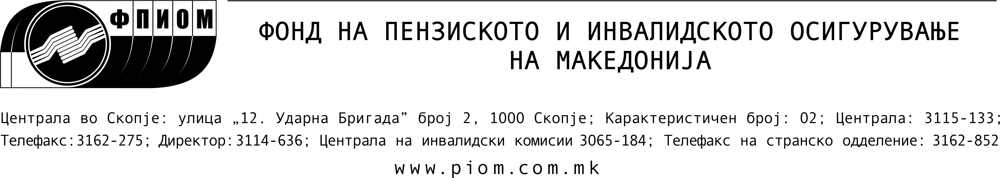 ФПИОМ
ФОНД НА ПЕНЗИСКОТО И ИНВАЛИДСКОТО ОСИГУРУВАЊЕ
НА МАКЕДОНИЈА
Централа во Скопје: улица „12. Ударна Бригада” број 2, 1000 Скопје; Карактеристичен број: 02; Централа: 3115-133;
Телефакс:3162-275; Директор:3114-636; Централа на инвалидски комисии 3065-184; Телефакс на странско одделение: 3162-852
www.piom.com.mk